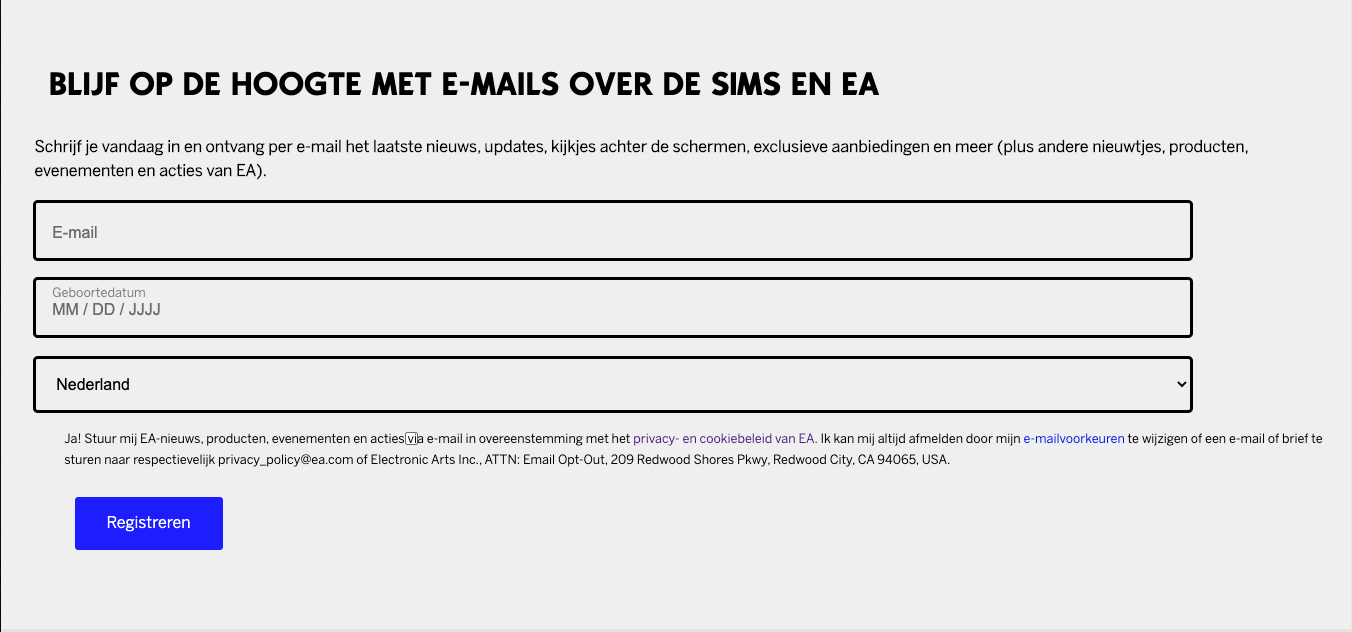 BLIJF OP DE HOOGTE MET E-MAILS OVER DE SIMS EN EA
Schrijf je vandaag in en ontvang per e-mail het laatste nieuws, updates, kijkjes achter de schermen, exclusieve aanbiedingen en meer (plus andere nieuwtjes, producten,
evenementen en acties van EA).
E-mail
Geboortedatum
MM / DD / JJJJ
Nederland
Ja! Stuur mij EA-nieuws, producten, evenementen en acties via e-mail in overeenstemming met het privacy- en cookiebeleid van EA. Ik kan mij altijd afmelden door mijn e-mailvoorkeuren te wijzigen of een e-mail of brief te
sturen naar respectievelijk privacy_policy@ea.com of Electronic Arts Inc., ATTN: Email Opt-Out, 209 Redwood Shores Pkwy, Redwood City, CA 94065, USA.
Registreren